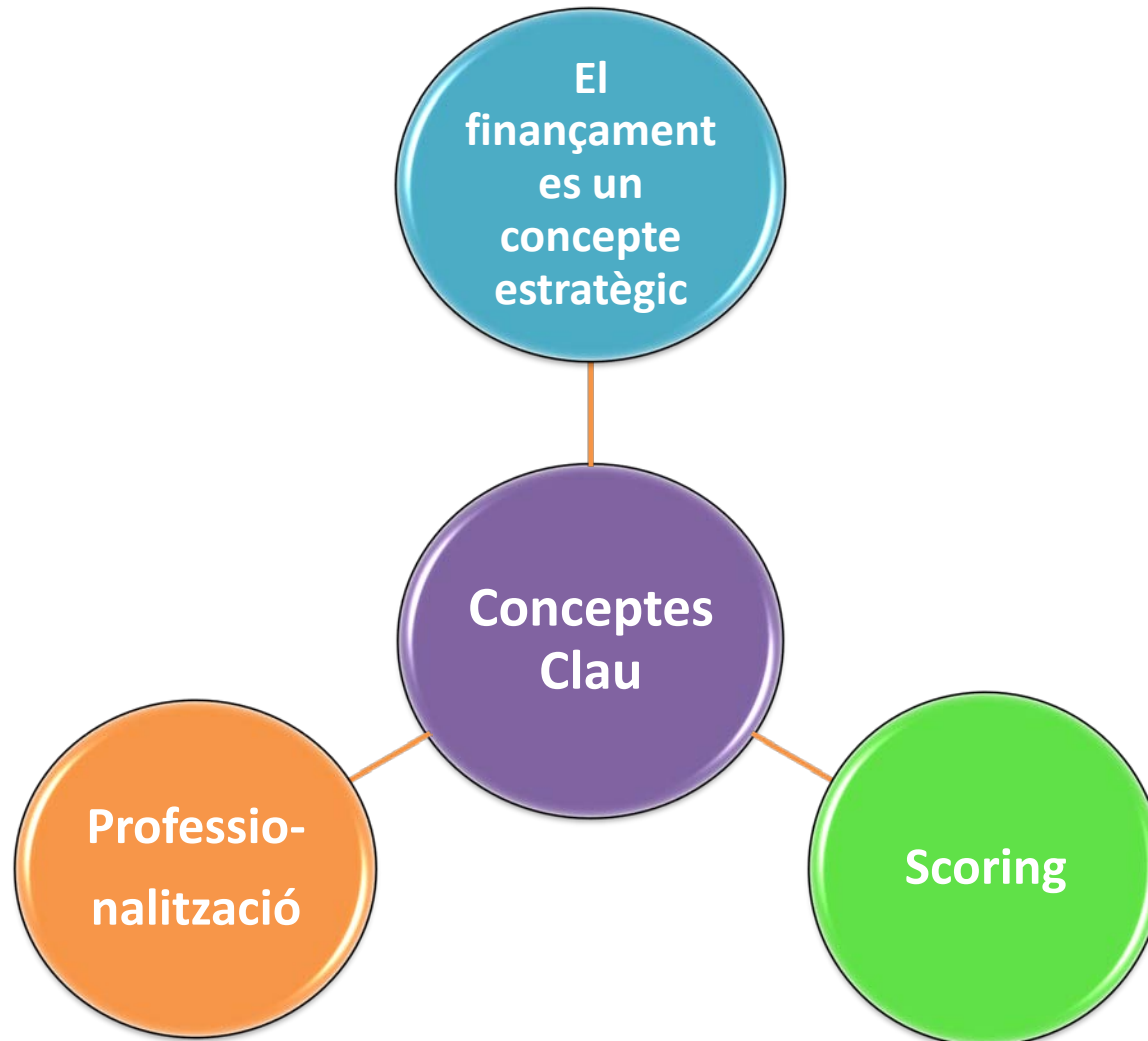 El
finançament
es un
concepte
estratègic
Conceptes
Clau
Professio-
nalització
Scoring